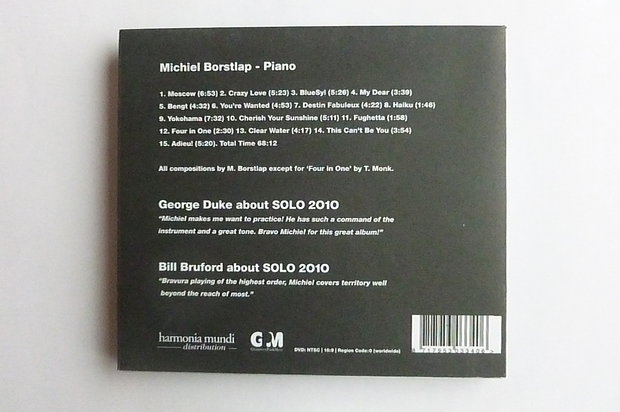 Michiel Borstlap - Piano
1. Moscow (6:53) 2. Crazy Love (5:23) 3. BlueSyl (5:26) 4. My Dear (3:39)
5. Bengt (4:32) 6. You're Wanted (4:53) 7. Destin Fabuleux (4:22) 8. Haiku (1:46)
9. Yokohama (7:32) 10. Cherish Your Sunshine (5:11) 11. Fughetta (1:58)
12. Four in One (2:30) 13. Clear Water (4:17) 14. This Can't Be You (3:54)
15. Adieu! (5:20). Total Time 68:12
All compositions by M. Borstlap except for 'Four in One' by T. Monk.
George Duke about SOLO 2010
"Michiel makes me want to practice! He has such a command of the
instrument and a great tone. Bravo Michiel for this great album!"
Bill Bruford about SOLO 2010
"Bravura playing of the highest order, Michiel covers territory well
beyond the reach of most."
harmonia mundi
distribution
G M
DVD: NTSC | 16:9 | Region Code: 0 (worldwide)